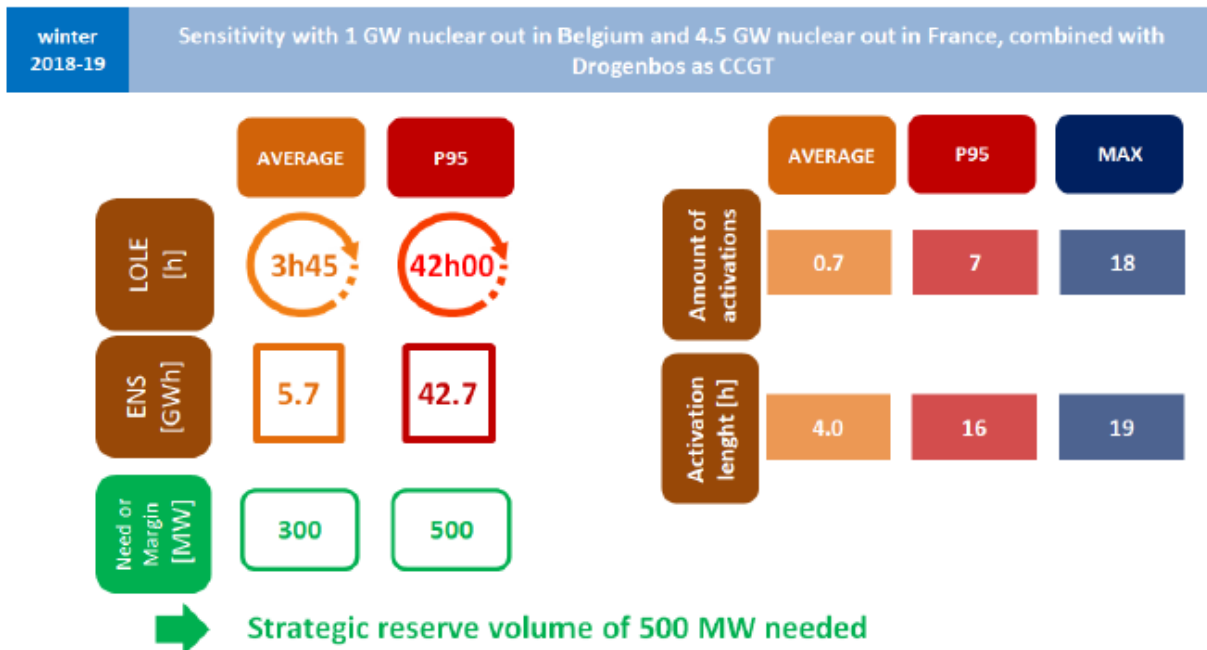 winter
2018-19
Sensitivity with 1 GW nuclear out in Belgium and 4.5 GW nuclear out in France, combined with
Drogenbos as CCGT
AVERAGE
P95
LOLE
[h]
3h45
42h00
ENS
[GWh]
5.7
42.7
Need or
Margin
[MW]
300
500
AVERAGE
P95
MAX
Amount of
activations
0.7
7
18
Activation
lenght [h]
4.0
16
19
Strategic reserve volume of 500 MW needed